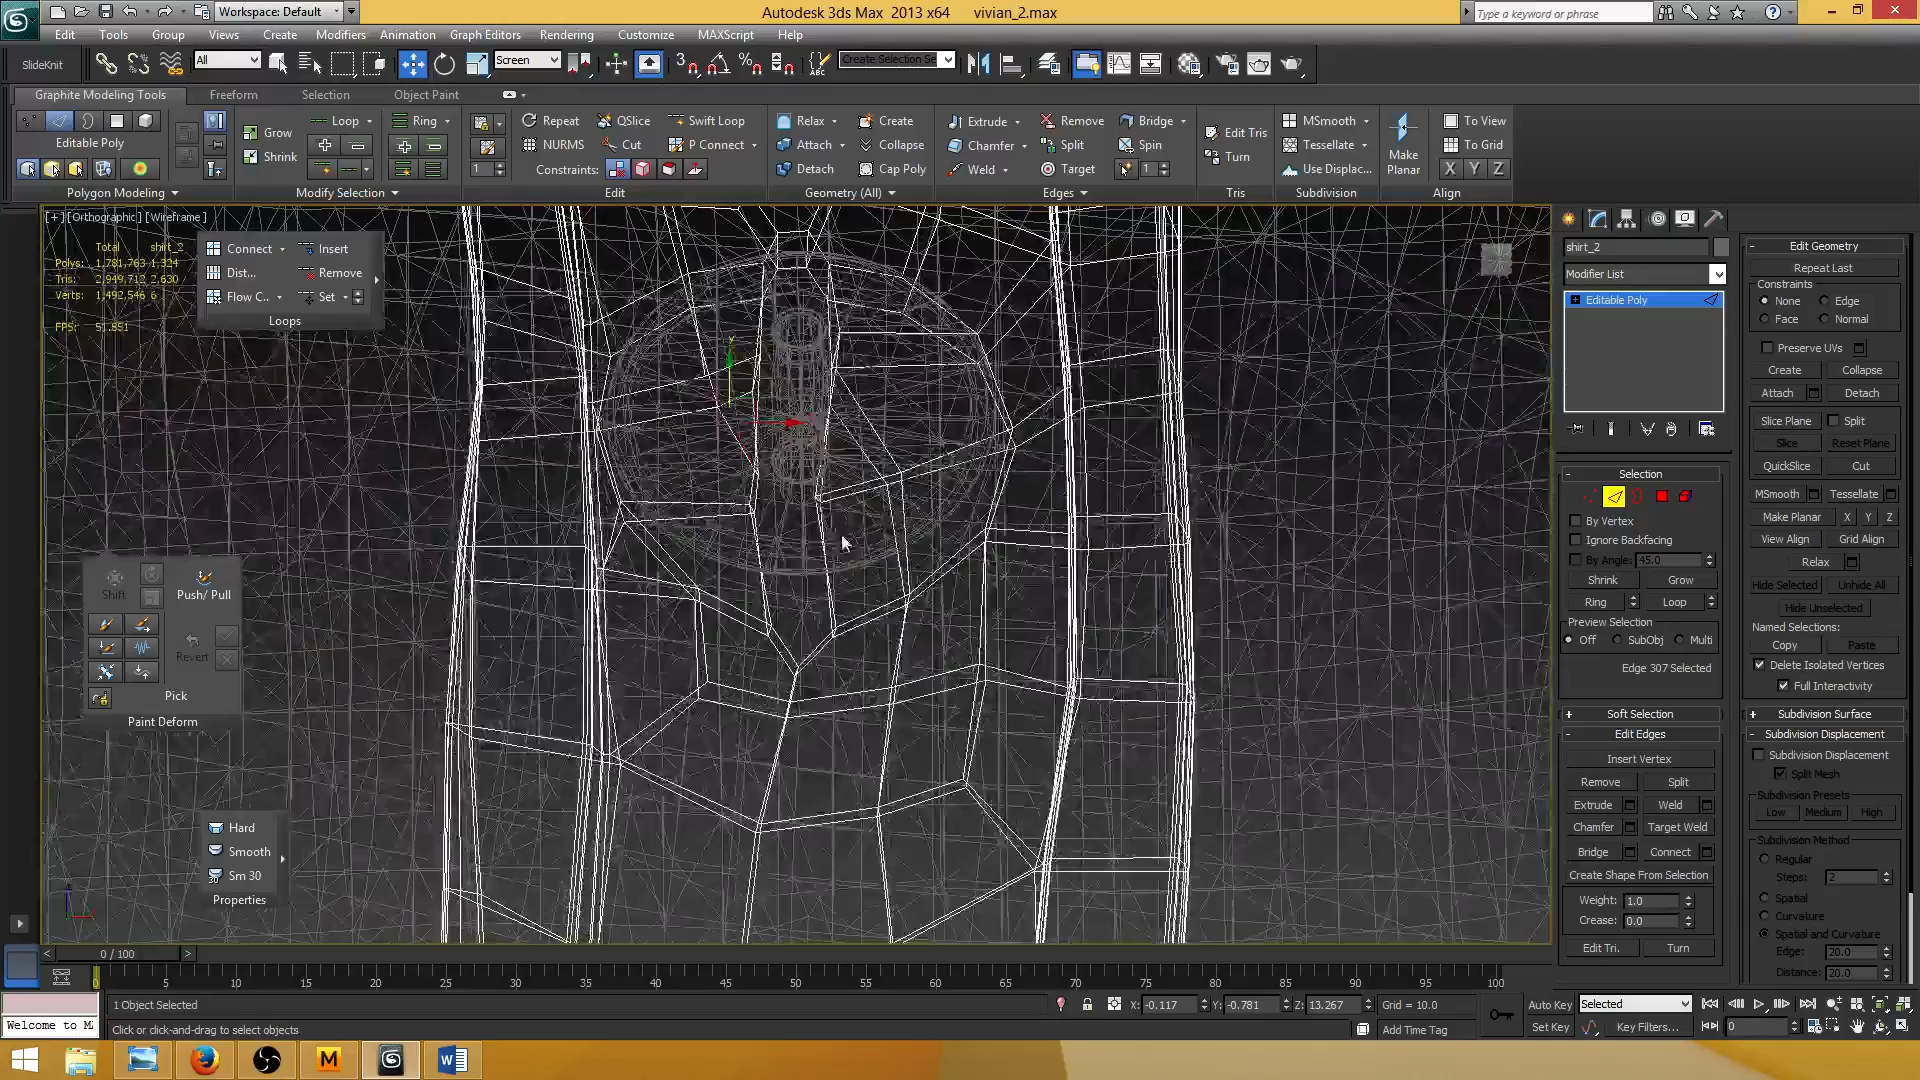 Workspace: Default
Autodesk 3ds Max 2013 x64 vivian_2.max
Type a keyword or phrase
Edit Tools Group Views Create Modifiers Animation Graph Editors Rendering Customize MAXScript Help
SlideKnit All Screen Create Selection Se
Graphite Modeling Tools Freeform Selection Object Paint
Editable Poly
Polygon Modeling
Grow
Shrink
Loop Ring
Modify Selection
Repeat QSlice Swift Loop
NURMS Cut P Connect
Constraints:
Edit
Relax Create
Attach Collapse
Detach Cap Poly
Geometry (All)
Extrude Remove Bridge
Chamfer Split Spin
Weld Target 1
Edges
Edit Tris
Turn
Tris
MSmooth
Tessellate
Use Displac...
Subdivision
Make Planar
To View
To Grid
X Y Z
Align
[+] [Orthographic] [Wireframe]
Total shirt_2
Polys: 1,781,763 1,324
Tris: 2,949,712 2,630
Verts: 1,492,546 6
FPS: 51.851
Connect Insert
Dist... Remove
Flow C.. Set
Loops
Shift Push/ Pull
Revert
Pick
Paint Deform
Hard
Smooth
Sm 30
Properties
shirt_2
Modifier List
Editable Poly
Selection
By Vertex
Ignore Backfacing
By Angle: 45.0
Shrink Grow
Ring Loop
Preview Selection
Off SubObj Multi
Edge 307 Selected
Soft Selection
Edit Edges
Insert Vertex
Remove Split
Extrude Weld
Chamfer Target Weld
Bridge Connect
Create Shape From Selection
Weight: 1.0
Crease: 0.0
Edit Tri. Turn
Edit Geometry
Repeat Last
Constraints
None Edge
Face Normal
Preserve UVs
Create Collapse
Attach Detach
Slice Plane Split
Slice Reset Plane
QuickSlice Cut
MSmooth Tessellate
Make Planar X Y Z
View Align Grid Align
Relax
Hide Selected Unhide All
Hide Unselected
Named Selections:
Copy Paste
Delete Isolated Vertices
Full Interactivity
Subdivision Surface
Subdivision Displacement
Subdivision Displacement
Split Mesh
Subdivision Presets
Low Medium High
Subdivision Method
Regular
Steps: 2
Spatial
Curvature
Spatial and Curvature
Edge: 20.0
Distance: 20.0
0 / 100
0 5 10 15 20 25 30 35 40 45 50 55 60 65 70 75 80 85 90 95 100
1 Object Selected X: -0.117 Y: -0.781 Z: 13.267 Grid = 10.0 Auto Key Selected
Welcome to M Click or click-and-drag to select objects Add Time Tag Set Key Key Filters... 0